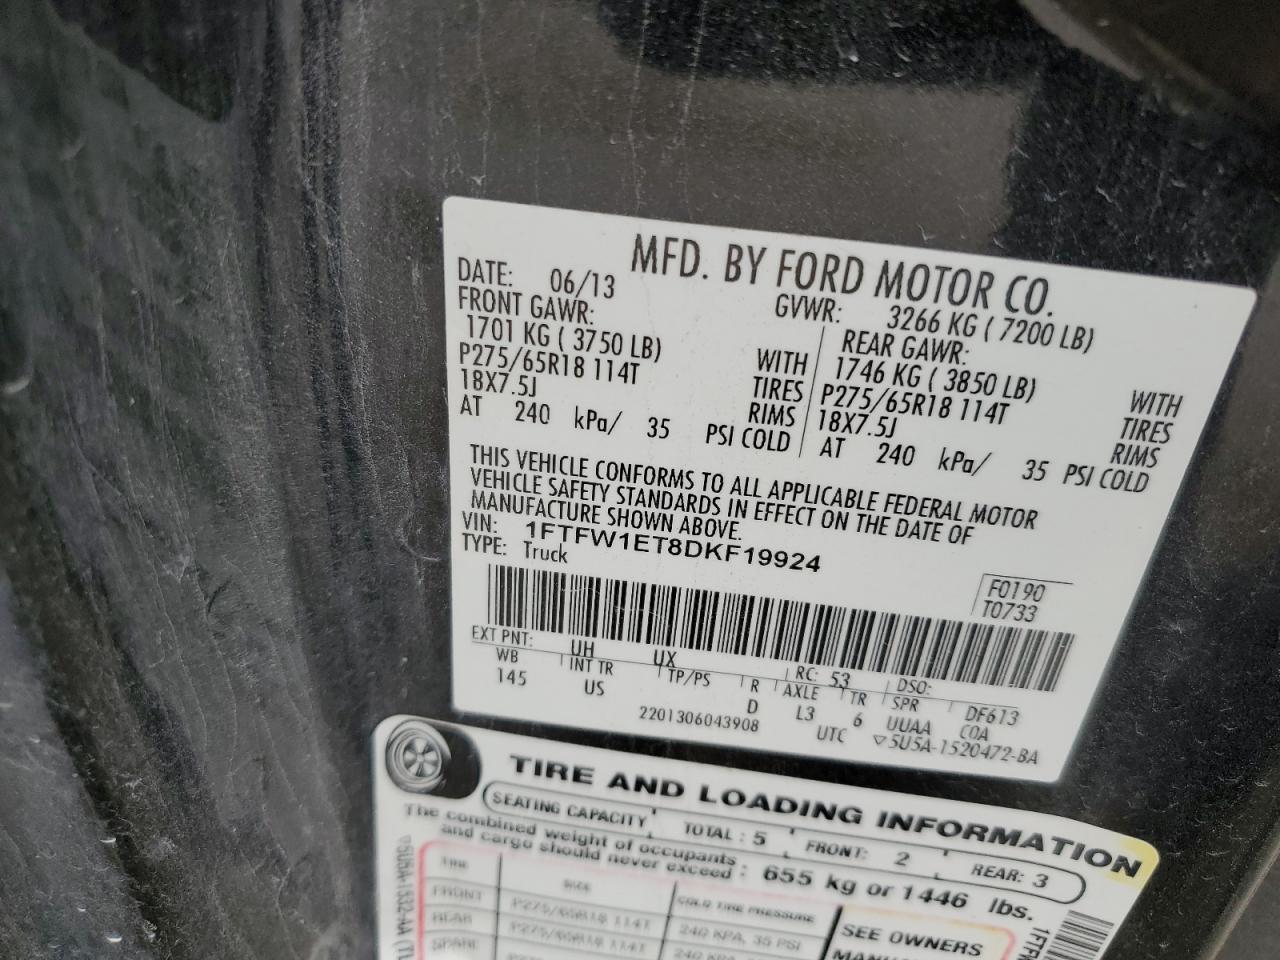 MFD. BY FORD MOTOR CO.
DATE: 06/13 GVWR: 3266 KG ( 7200 LB)
FRONT GAWR: REAR GAWR:
1701 KG ( 3750 LB) WITH 1746 KG ( 3850 LB) WITH
P275/65R18 114T TIRES P275/65R18 114T TIRES
18X7.5J RIMS 18X7.5J RIMS
AT 240 kPa/ 35 PSI COLD AT 240 kPa/ 35 PSI COLD
THIS VEHICLE CONFORMS TO ALL APPLICABLE FEDERAL MOTOR
VEHICLE SAFETY STANDARDS IN EFFECT ON THE DATE OF
MANUFACTURE SHOWN ABOVE.
VIN: 1FTFW1ET8DKF19924
TYPE: Truck
F0190
T0733
EXT PNT: UH UX RC: 53 DSO:
WB INT TR TP/PS R AXLE TR SPR DF613
145 US D L3 6 UUAA COA
2201306043908 UTC ▽5U5A-1520472-BA
TIRE AND LOADING INFORMATION
SEATING CAPACITY TOTAL : 5 FRONT: 2 REAR: 3
The combined weight of occupants
and cargo should never exceed : 655 kg or 1446 lbs.
TIRE SIZE COLD TIRE PRESSURE
FRONT P275/65R18 114T 240 KPA, 35 PSI
REAR P275/65R18 114T 240 KPA,
SPARE
SEE OWNERS